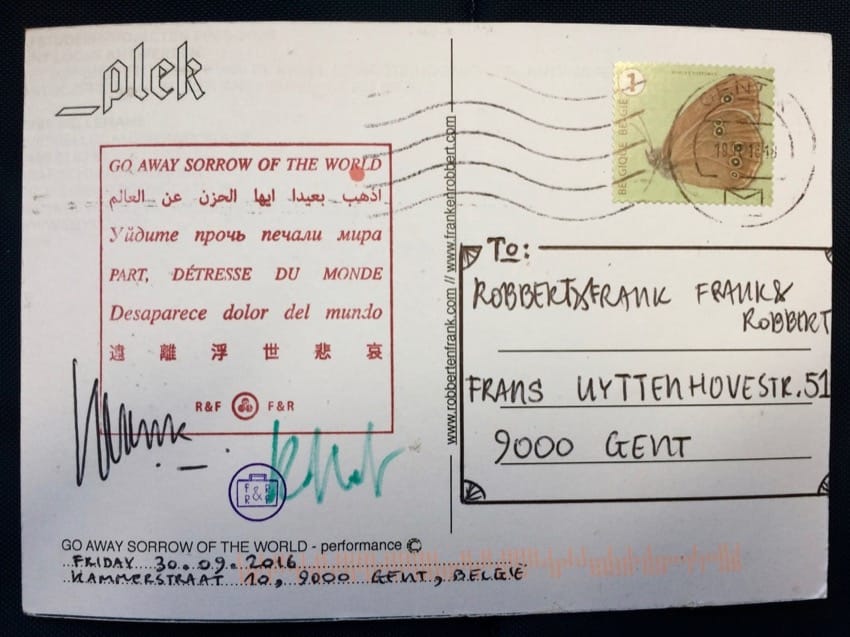 _plek
GO AWAY SORROW OF THE WORLD
اذهب بعيدا ايها الحزن عن العالم
Уйдите прочь печали мира
PART, DÉTRESSE DU MONDE
Desaparece dolor del mundo
遠 離 浮 世 悲 哀
R&F F&R
F&R
R&
GO AWAY SORROW OF THE WORLD - performance
FRIDAY 30.09.2016
KAMMERSTRAAT 10, 9000 GENT, BELGIË
www.robbertenfrank.com // www.frankenrobbert.com
1
BELGIQUE BELGIË
GENT
To:
ROBBERT&FRANK FRANK&
ROBBERT
FRANS UYTTENHOVESTR. 51
9000 GENT